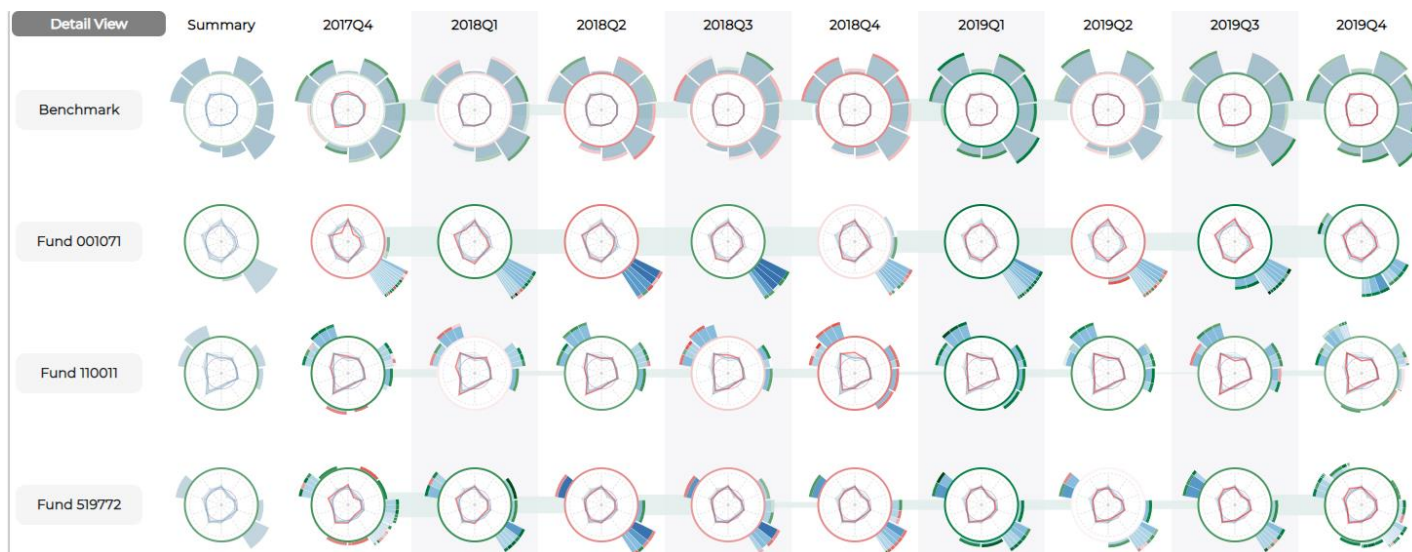 Detail View Summary 2017Q4 2018Q1 2018Q2 2018Q3 2018Q4 2019Q1 2019Q2 2019Q3 2019Q4
Benchmark
Fund 001071
Fund 110011
Fund 519772